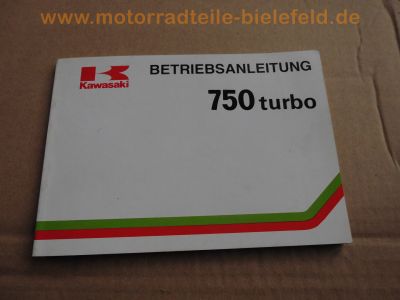 www.motorradteile-bielefeld.de
BETRIEBSANLEITUNG
Kawasaki
750 turbo